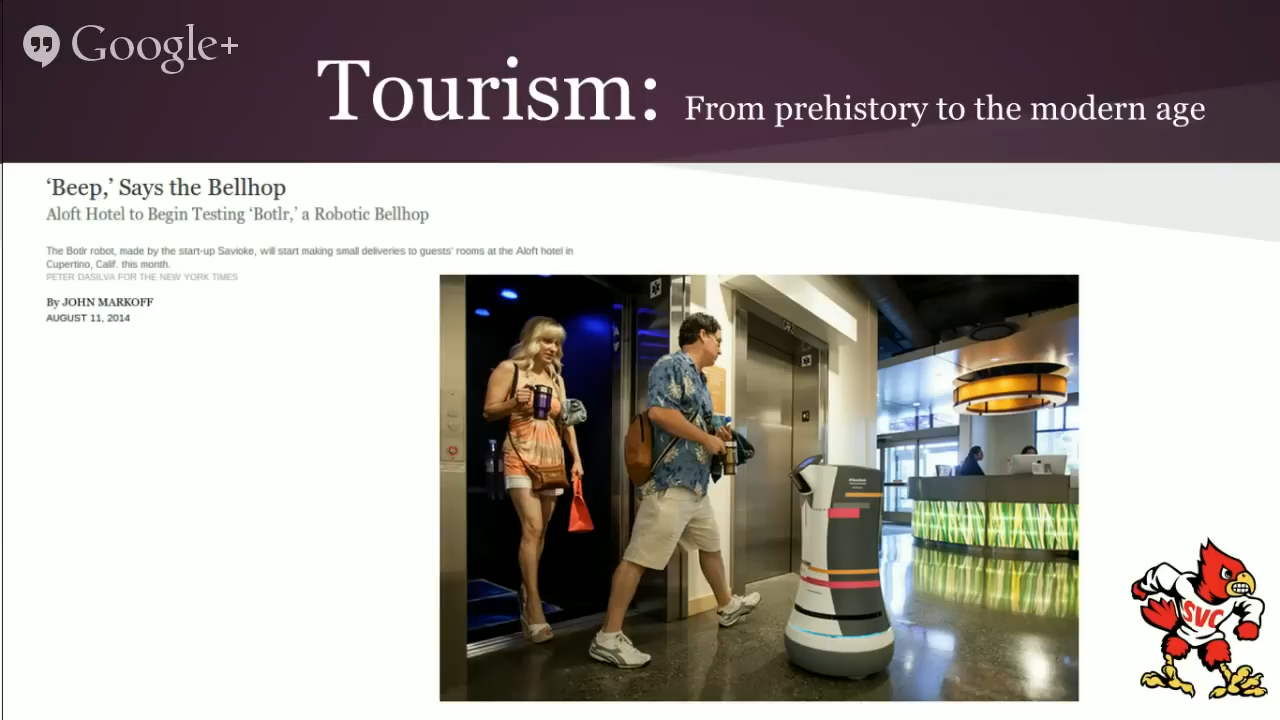 Google+
Tourism: From prehistory to the modern age
‘Beep,’ Says the Bellhop
Aloft Hotel to Begin Testing ‘Botlr,’ a Robotic Bellhop
The Botlr robot, made by the start-up Savioke, will start making small deliveries to guests' rooms at the Aloft hotel in
Cupertino, Calif. this month.
PETER DASILVA FOR THE NEW YORK TIMES
By JOHN MARKOFF
AUGUST 11, 2014
SVC